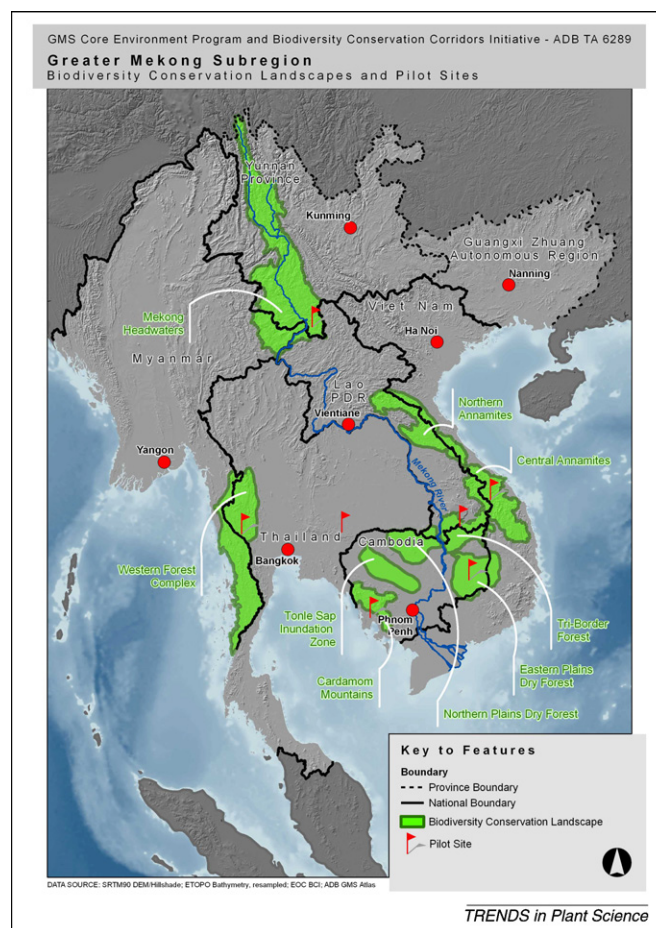 GMS Core Environment Program and Biodiversity Conservation Corridors Initiative - ADB TA 6289
Greater Mekong Subregion
Biodiversity Conservation Landscapes and Pilot Sites
Yunnan
Province
Kunming
Guangxi Zhuang
Autonomous Region
Nanning
Mekong
Headwaters
Viet Nam
Ha Noi
Myanmar
Lao
PDR
Northern
Annamites
Vientiane
Yangon
Central Annamites
Mekong River
Thailand
Cambodia
Bangkok
Western Forest
Complex
Tonle Sap
Inundation
Zone
Phnom
Penh
Tri-Border
Forest
Cardamom
Mountains
Eastern Plains
Dry Forest
Northern Plains Dry Forest
Key to Features
Boundary
Province Boundary
National Boundary
Biodiversity Conservation Landscape
Pilot Site
DATA SOURCE: SRTM90 DEM/Hillshade; ETOPO Bathymetry, resampled; EOC BCI; ADB GMS Atlas
TRENDS in Plant Science